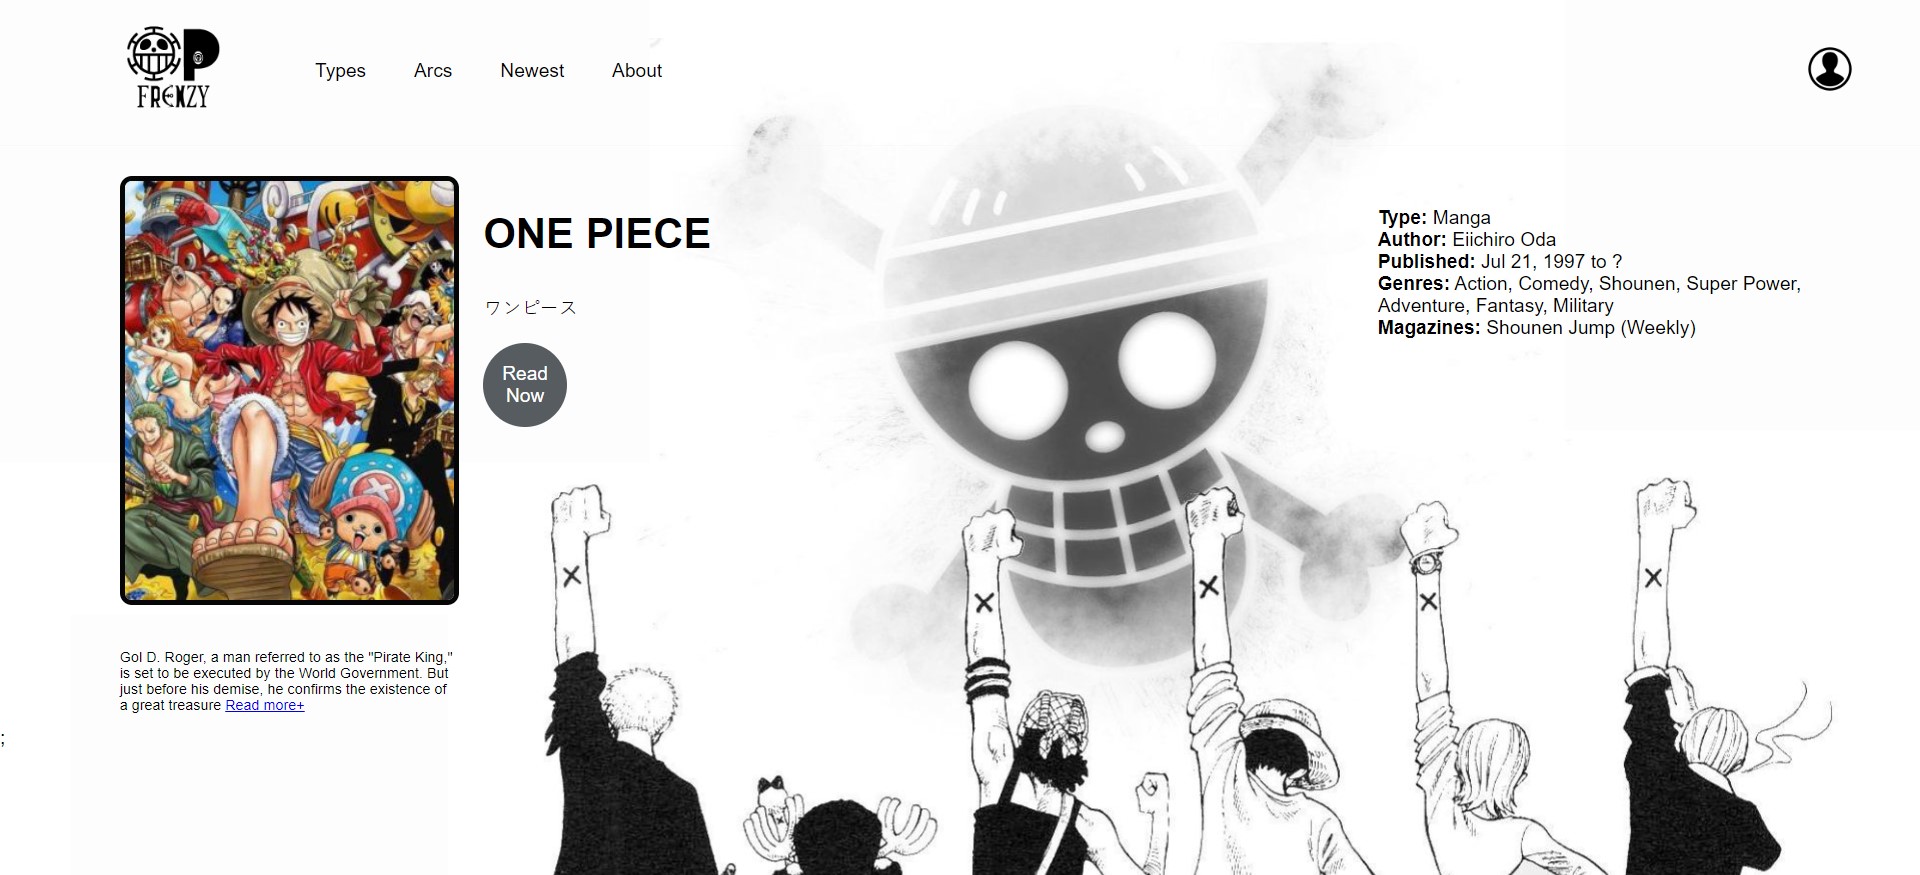 OP
FRENZY
Types
Arcs
Newest
About
ONE PIECE
ワンピース
Read
Now
Type: Manga
Author: Eiichiro Oda
Published: Jul 21, 1997 to ?
Genres: Action, Comedy, Shounen, Super Power,
Adventure, Fantasy, Military
Magazines: Shounen Jump (Weekly)
Gol D. Roger, a man referred to as the "Pirate King,"
is set to be executed by the World Government. But
just before his demise, he confirms the existence of
a great treasure Read more+
;